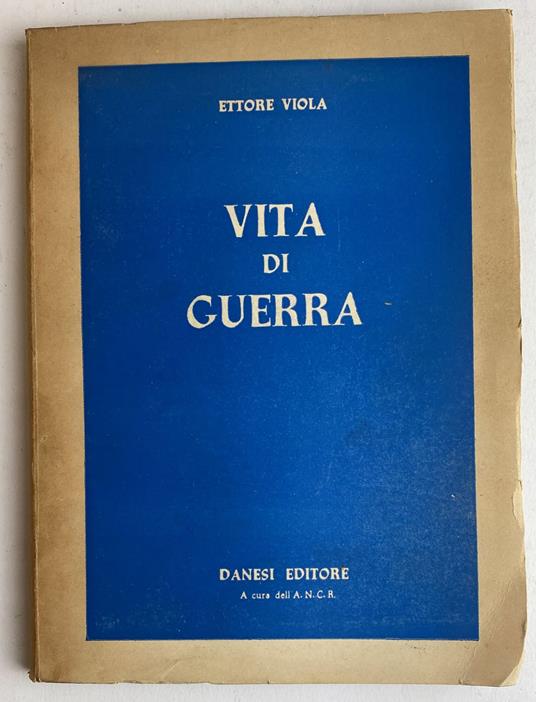 ETTORE VIOLA
VITA
DI
GUERRA
DANESI EDITORE
A cura dell'A.N.C.R.